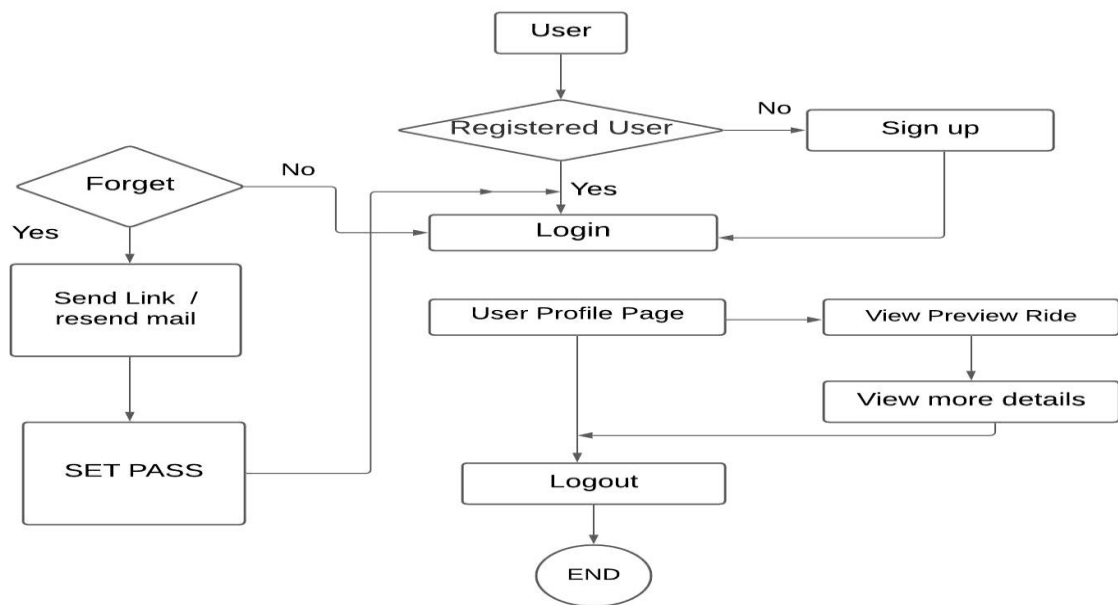 User
Registered User
No
Sign up
Forget
No
Yes
Yes
Login
Send Link  /
resend mail
User Profile Page
View Preview Ride
View more details
SET PASS
Logout
END